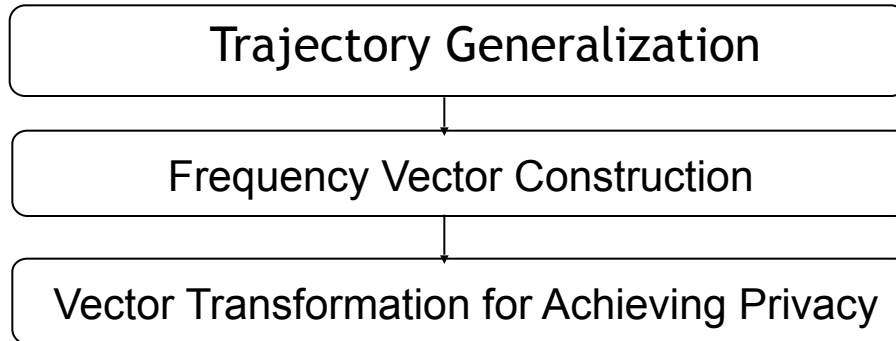 Trajectory Generalization
Frequency Vector Construction
Vector Transformation for Achieving Privacy